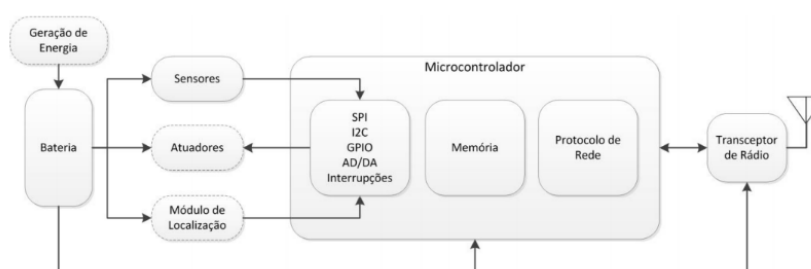 Geração de
Energia
Bateria
Sensores
Atuadores
Módulo de
Localização
Microcontrolador
SPI
I2C
GPIO
AD/DA
Interrupções
Memória
Protocolo de
Rede
Transceptor
de Rádio